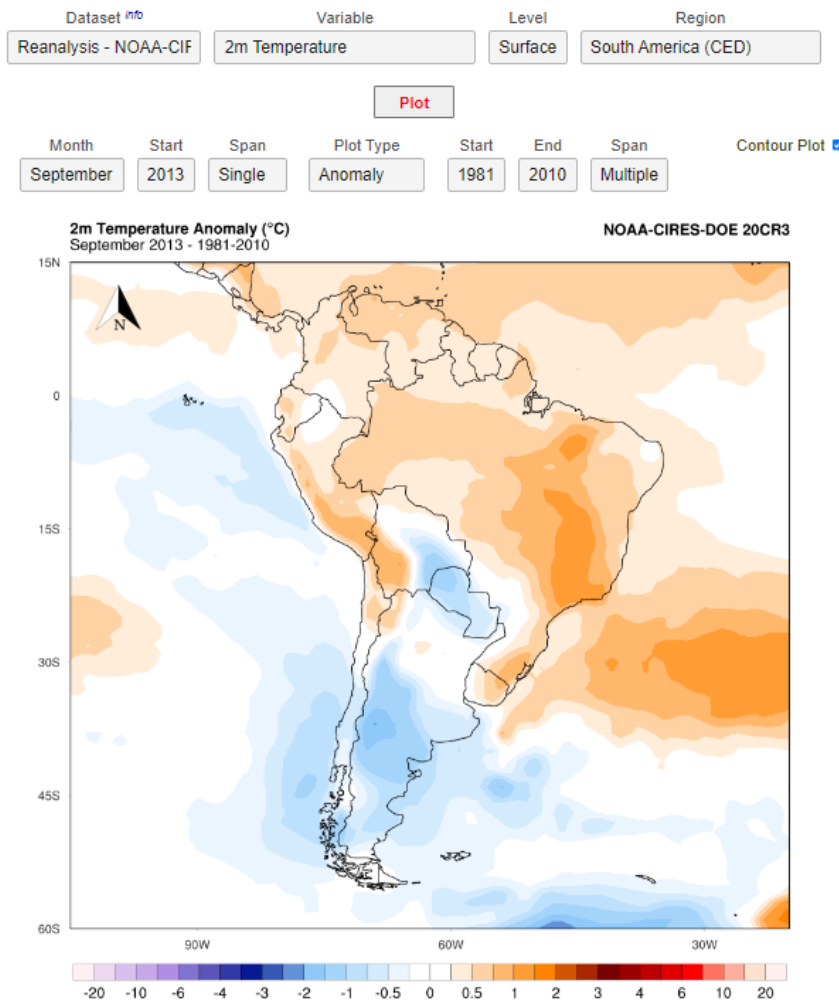 Dataset info Variable Level Region
Reanalysis - NOAA-CIF 2m Temperature Surface South America (CED)
Plot
Month Start Span Plot Type Start End Span Contour Plot
September 2013 Single Anomaly 1981 2010 Multiple
2m Temperature Anomaly (°C) NOAA-CIRES-DOE 20CR3
September 2013 - 1981-2010
15N
N
0
15S
30S
45S
60S
90W 60W 30W
-20 -10 -6 -4 -3 -2 -1 -0.5 0 0.5 1 2 3 4 6 10 20